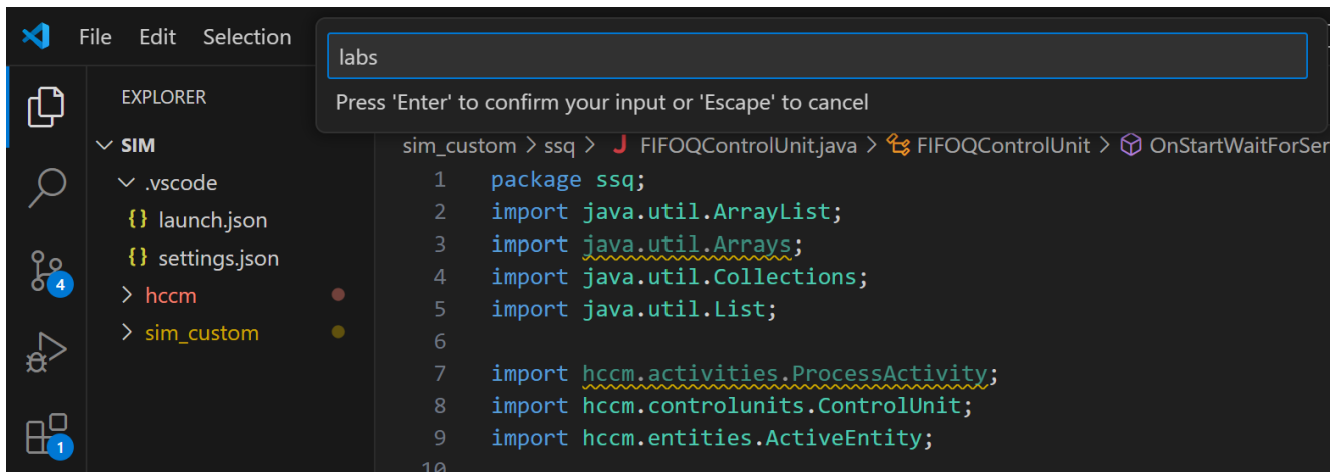 File Edit Selection
labs
Press 'Enter' to confirm your input or 'Escape' to cancel
EXPLORER
SIM
.vscode
{} launch.json
{} settings.json
hccm
sim_custom
4
1
sim_custom > ssq > J FIFOQControlUnit.java > FIFOQControlUnit > OnStartWaitForSer
1 package ssq;
2 import java.util.ArrayList;
3 import java.util.Arrays;
4 import java.util.Collections;
5 import java.util.List;
6
7 import hccm.activities.ProcessActivity;
8 import hccm.controlunits.ControlUnit;
9 import hccm.entities.ActiveEntity;
10